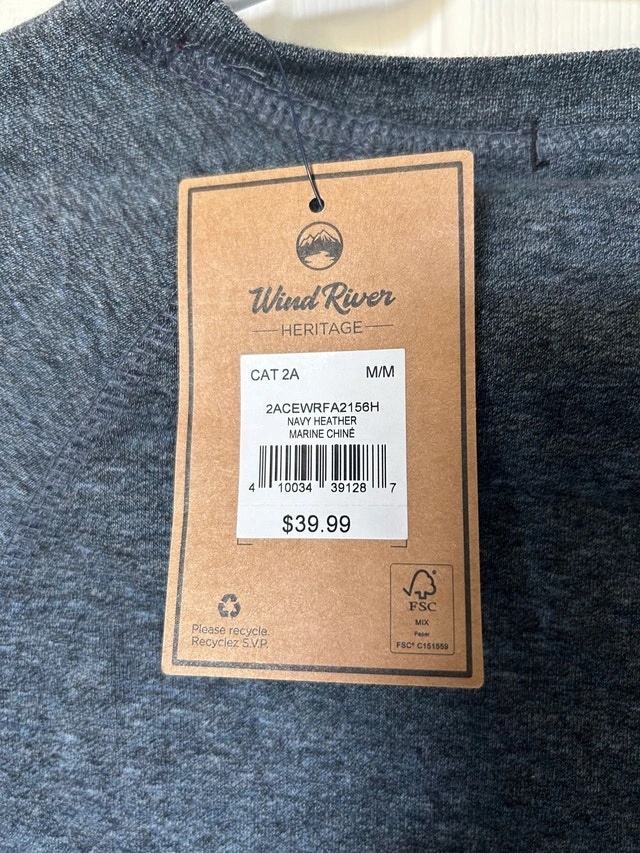 Wind River
HERITAGE
CAT 2A M/M
2ACEWRFA2156H
NAVY HEATHER
MARINE CHINÉ
4 10034 39128 7
$39.99
Please recycle.
Recyclez S.V.P.
FSC®
MIX
Paper
FSC® C151559